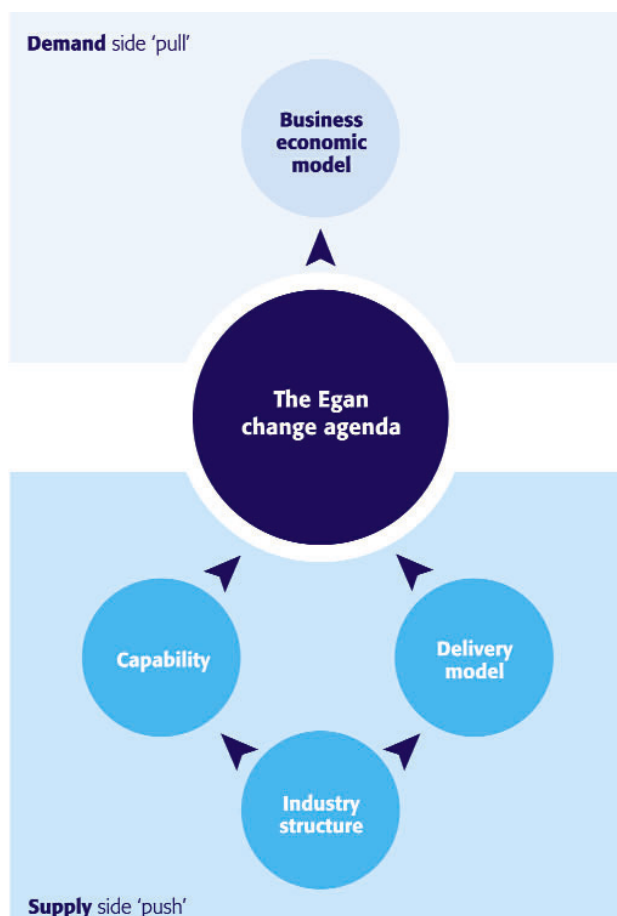 Demand side 'pull'
Business
economic
model
The Egan
change agenda
Capability
Delivery
model
Industry
structure
Supply side 'push'